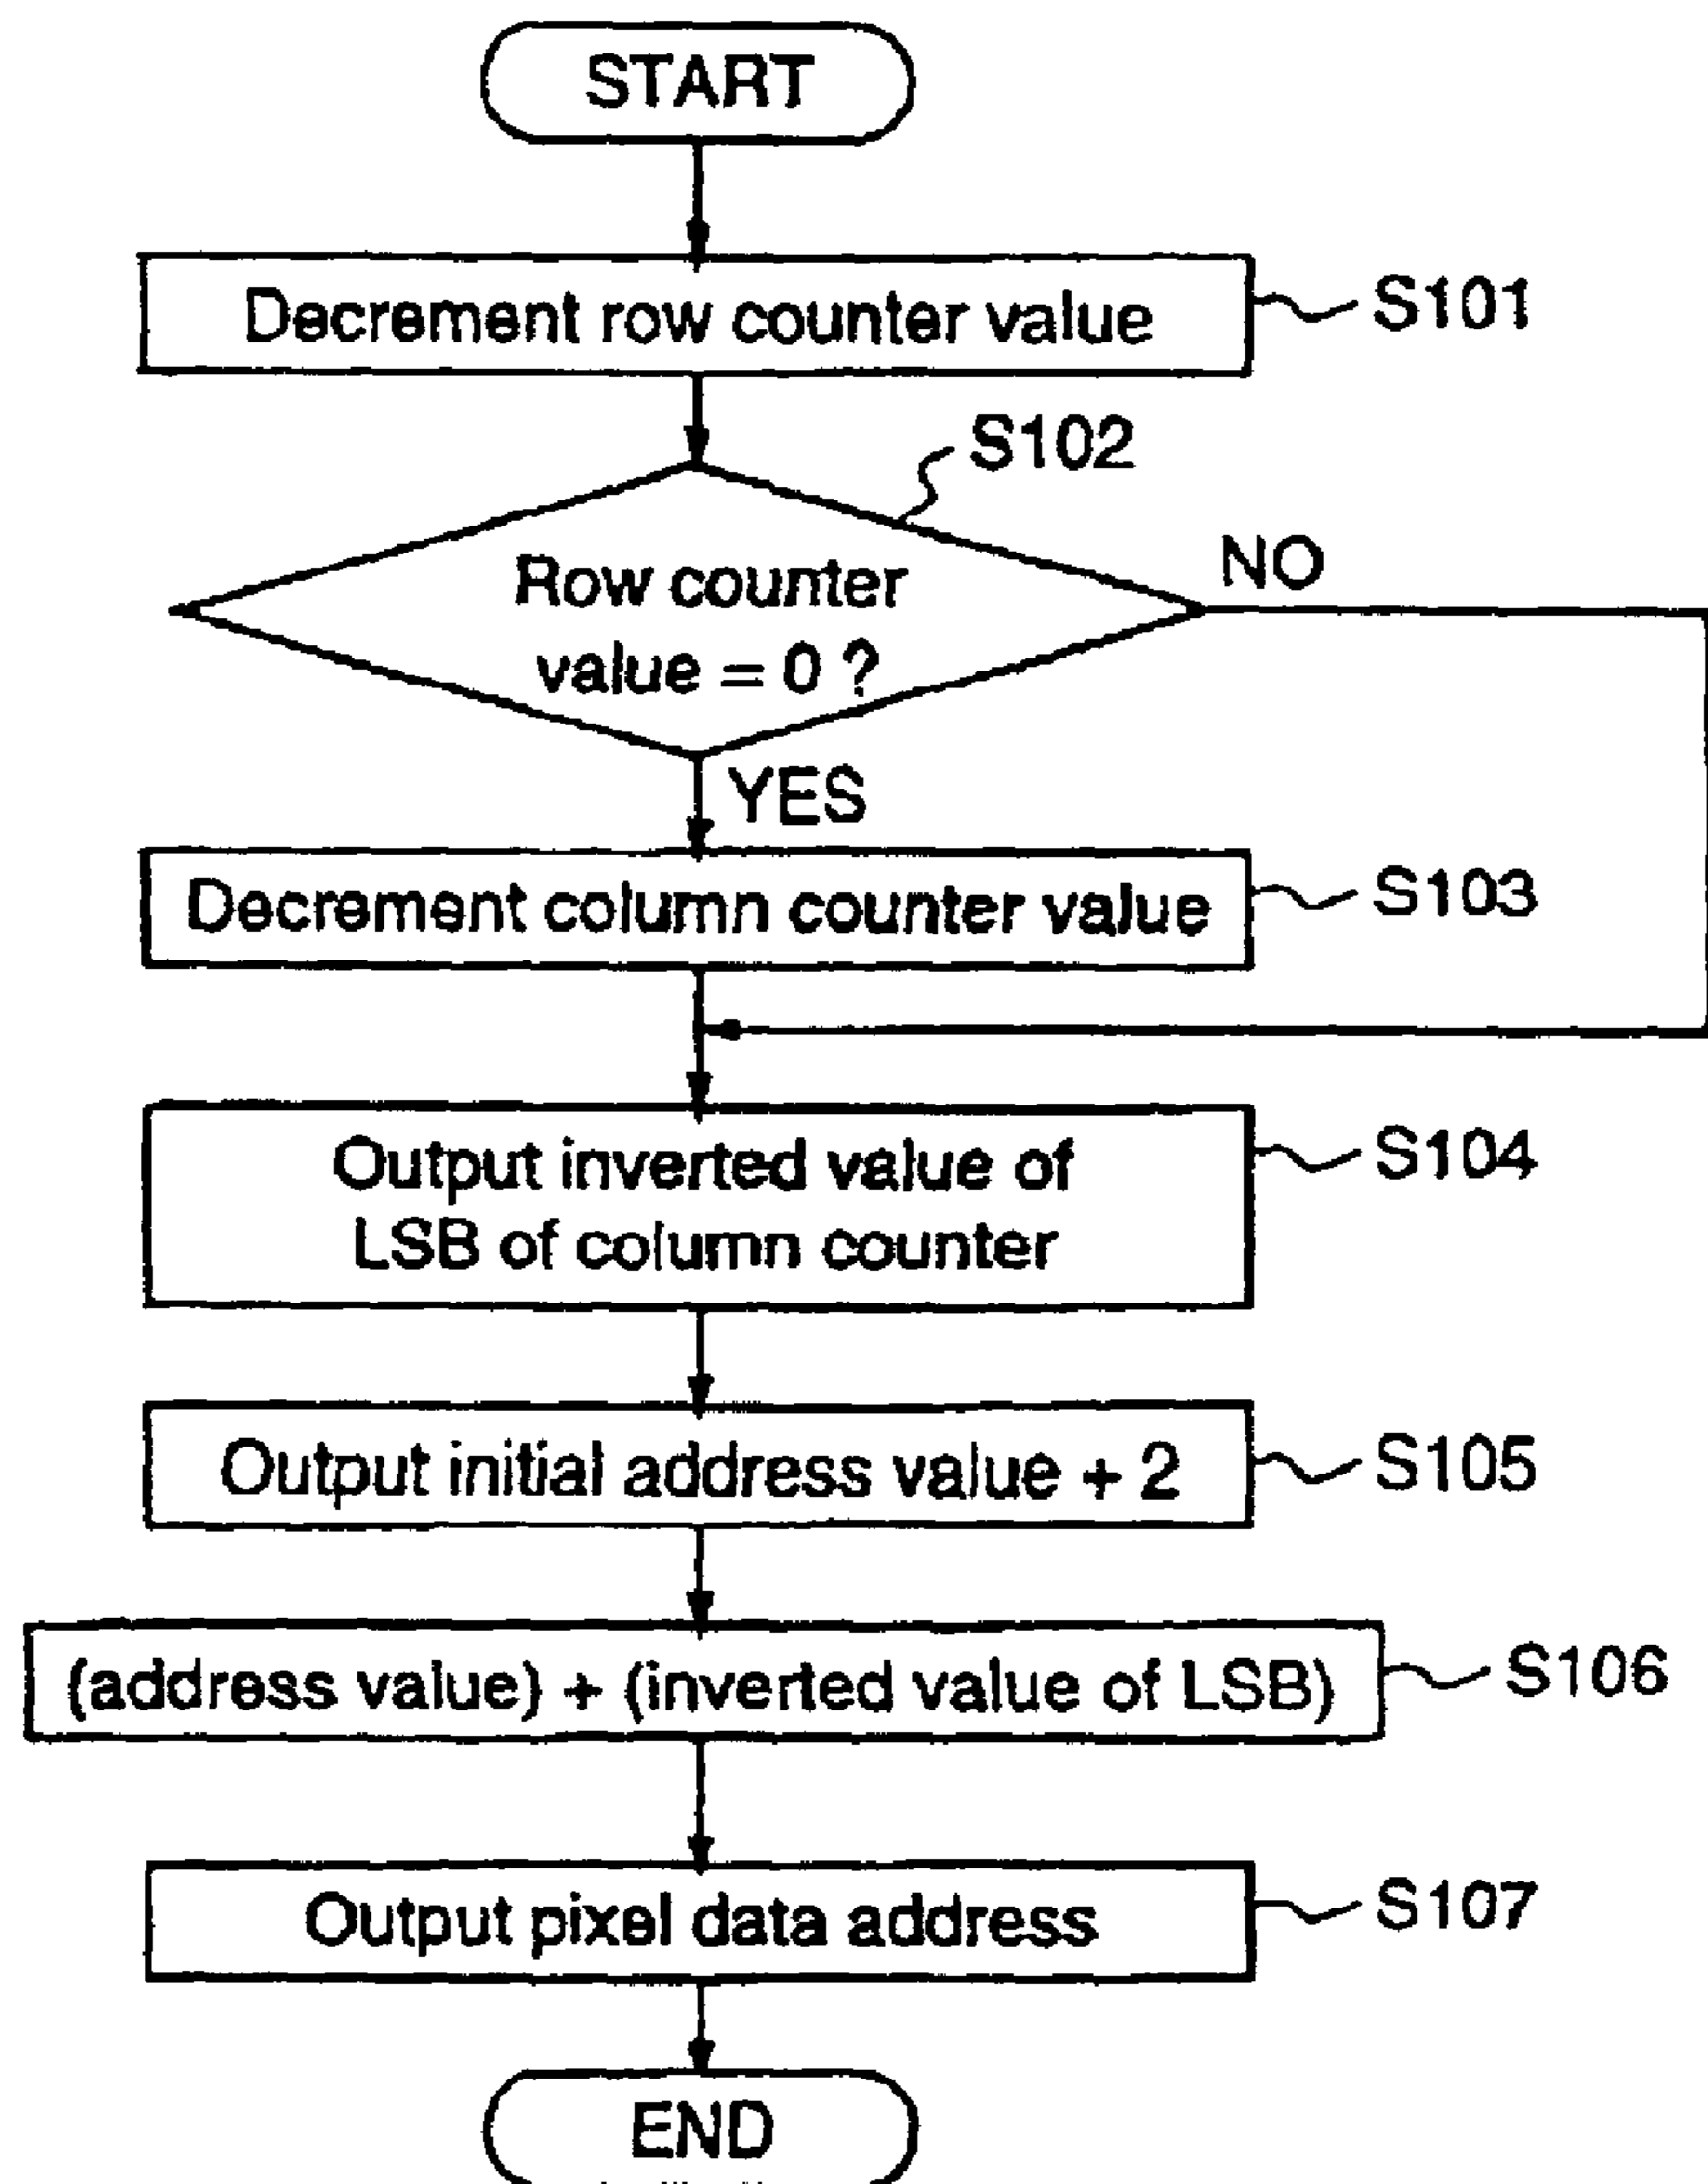 START
Decrement row counter value
S101
S102
Row counter
value = 0 ?
NO
YES
Decrement column counter value
S103
Output inverted value of
LSB of column counter
S104
Output initial address value + 2
S105
(address value) + (inverted value of LSB)
S106
Output pixel data address
S107
END